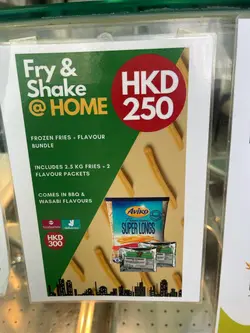 Fry &
Shake
@ HOME
HKD
250
FROZEN FRIES + FLAVOUR
BUNDLE
INCLUDES 2.5 KG FRIES + 2
FLAVOUR PACKETS
COMES IN BBQ &
WASABI FLAVOURS
HKD
300
Aviko
SUPER LONGS